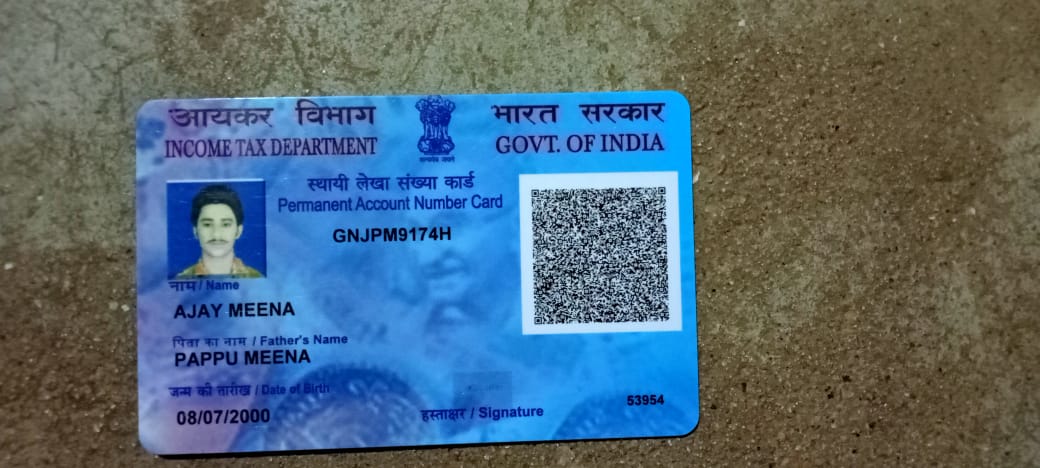 आयकर विभाग
INCOME TAX DEPARTMENT
सत्यमेव जयते
भारत सरकार
GOVT. OF INDIA
स्थायी लेखा संख्या कार्ड
Permanent Account Number Card
GNJPM9174H
नाम / Name
AJAY MEENA
पिता का नाम / Father's Name
PAPPU MEENA
जन्म की तारीख / Date of Birth
08/07/2000
हस्ताक्षर / Signature
53954